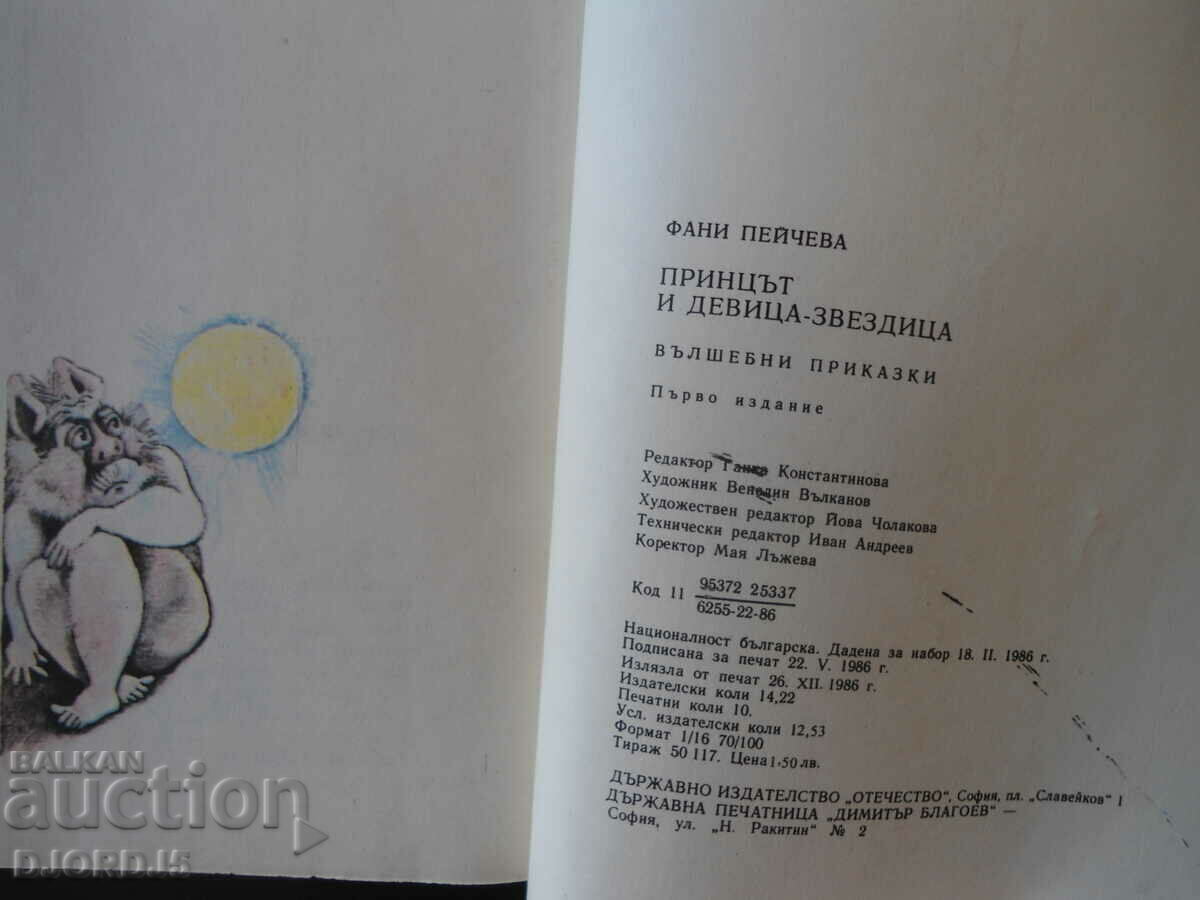 ФАНИ ПЕЙЧЕВА
ПРИНЦЪТ
И ДЕВИЦА-ЗВЕЗДИЦА
ВЪЛШЕБНИ ПРИКАЗКИ
Първо издание
Редактор Ганка Константинова
Художник Венедин Вълканов
Художествен редактор Йова Чолакова
Технически редактор Иван Андреев
Коректор Мая Лъжева
Код 11 95372 25337
6255-22-86
Националност българска. Дадена за набор 18. II. 1986 г.
Подписана за печат 22. V. 1986 г.
Излязла от печат 26. XII. 1986 г.
Издателски коли 14,22
Печатни коли 10.
Усл. издателски коли 12,53
Формат 1/16 70/100
Тираж 50 117. Цена 1.50 лв.
ДЪРЖАВНО ИЗДАТЕЛСТВО „ОТЕЧЕСТВО“, София, пл. „Славейков“ 1
ДЪРЖАВНА ПЕЧАТНИЦА „ДИМИТЪР БЛАГОЕВ“ —
София, ул. „Н. Ракитин“ № 2
BALKAN
auction
DJORD.15